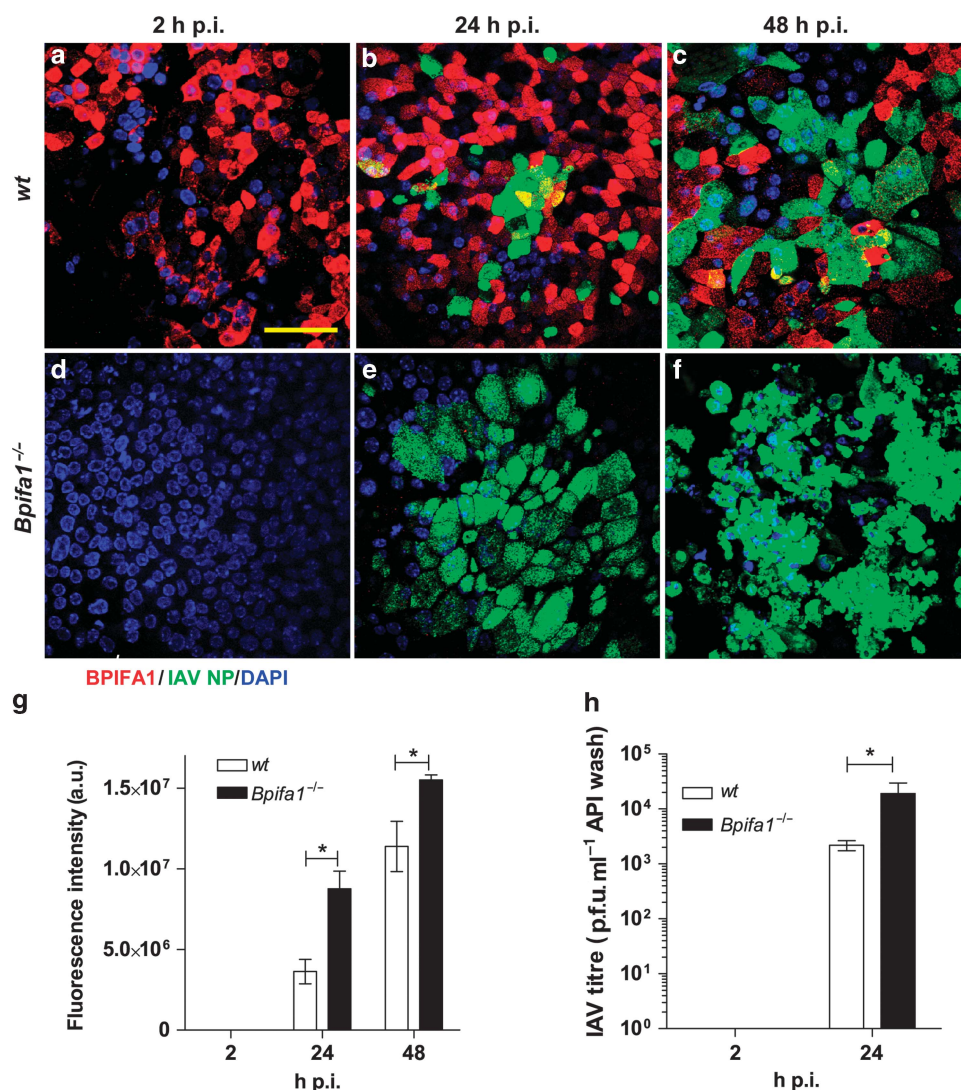 2 h p.i. 24 h p.i. 48 h p.i.
a b c
wt
d e f
Bpifa1⁻/⁻
BPIFA1/ IAV NP/DAPI
g
Fluorescence intensity (a.u.)
wt
Bpifa1⁻/⁻
* *
1.5×10⁷
1.0×10⁷
5.0×10⁶
0
2 24 48
h p.i.
h
IAV titre (p.f.u. ml⁻¹ API wash)
wt
Bpifa1⁻/⁻
*
10⁵
10⁴
10³
10²
10¹
10⁰
2 24
h p.i.